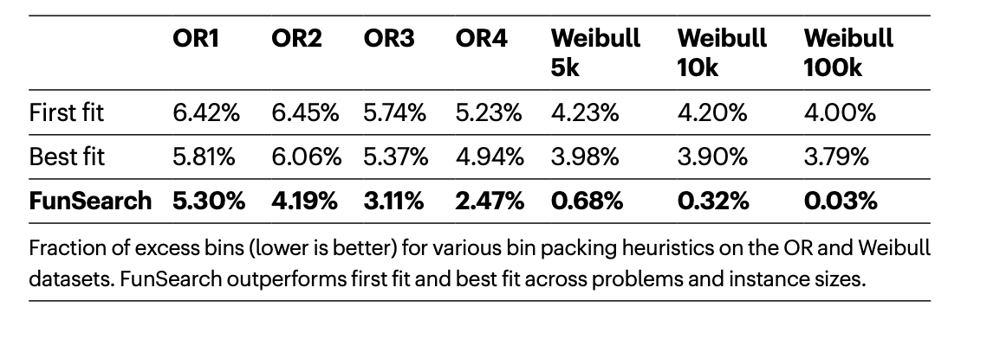 OR1 OR2 OR3 OR4 Weibull Weibull Weibull
5k 10k 100k
First fit 6.42% 6.45% 5.74% 5.23% 4.23% 4.20% 4.00%
Best fit 5.81% 6.06% 5.37% 4.94% 3.98% 3.90% 3.79%
FunSearch 5.30% 4.19% 3.11% 2.47% 0.68% 0.32% 0.03%
Fraction of excess bins (lower is better) for various bin packing heuristics on the OR and Weibull
datasets. FunSearch outperforms first fit and best fit across problems and instance sizes.